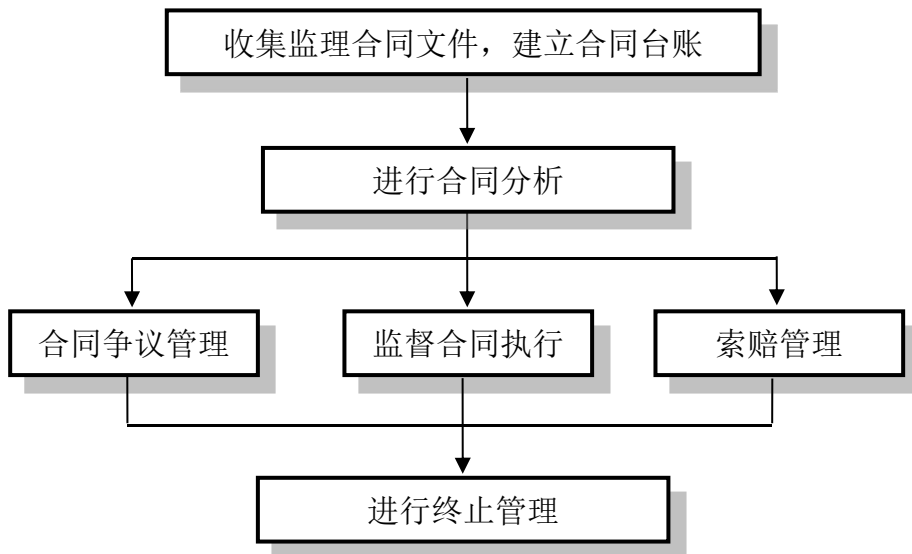 收集监理合同文件，建立合同台账
进行合同分析
合同争议管理
监督合同执行
索赔管理
进行终止管理